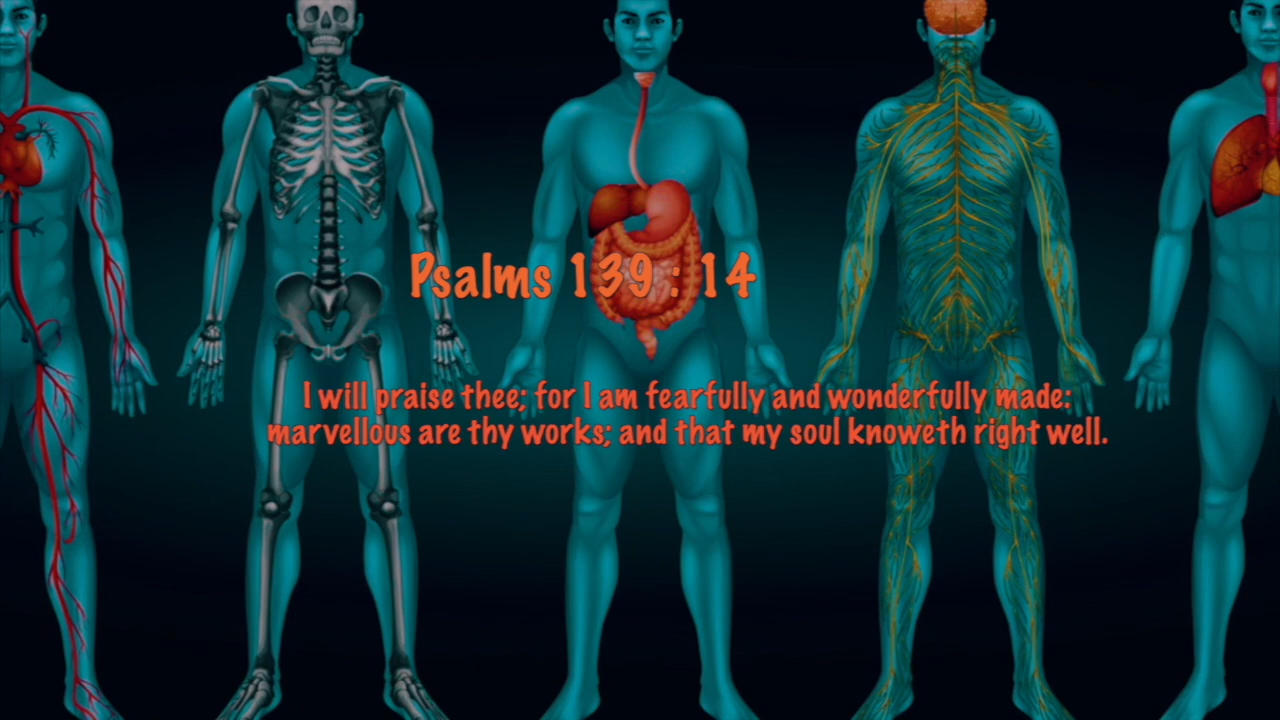 Psalms 139 : 14
I will praise thee; for I am fearfully and wonderfully made:
marvellous are thy works; and that my soul knoweth right well.